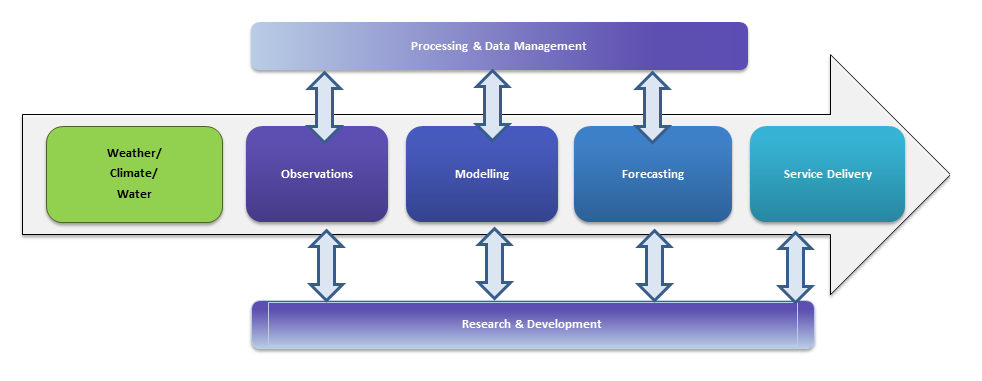 Processing & Data Management
Weather/
Climate/
Water
Observations
Modelling
Forecasting
Service Delivery
Research & Development